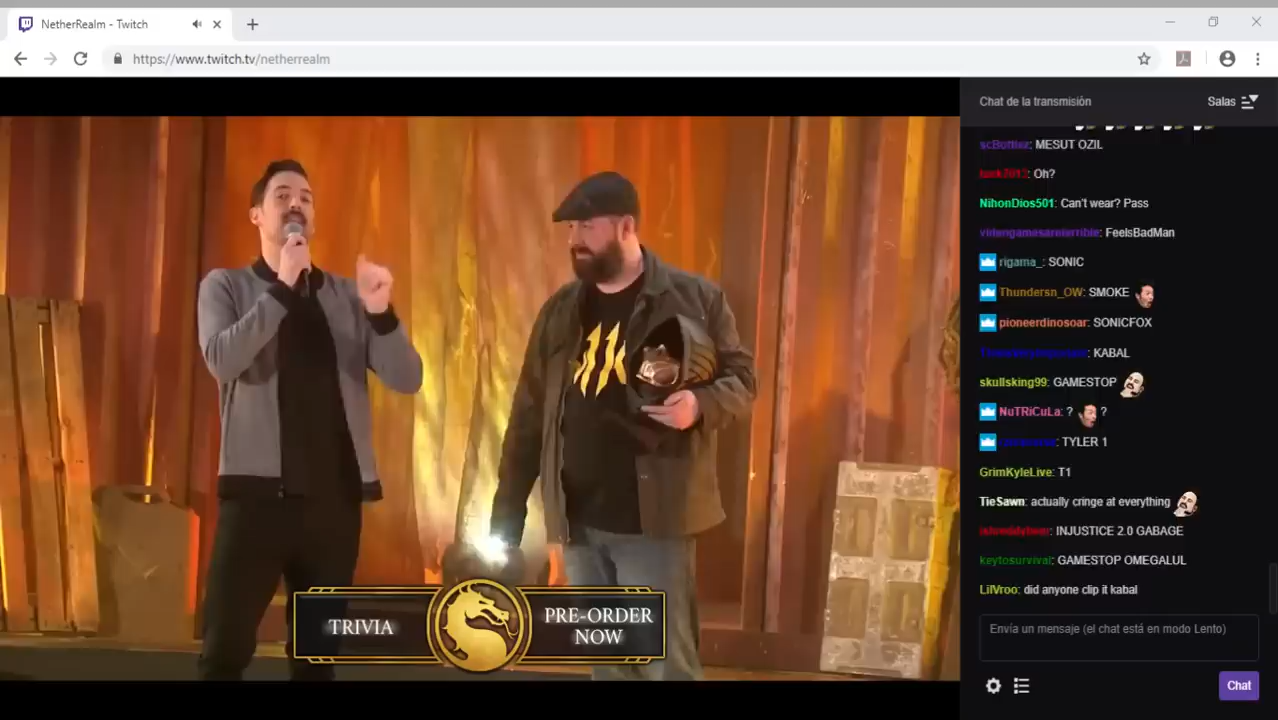 NetherRealm - Twitch
https://www.twitch.tv/netherrealm
Chat de la transmisión
Salas
scBottler: MESUT OZIL
Oh?
NihonDios501: Can't wear? Pass
videngamesareterrible: FeelsBadMan
rigama_: SONIC
Thundersn_OW: SMOKE
pioneerdinosoar: SONICFOX
KABAL
skullsking99: GAMESTOP
NuTRiCuLa: ? ?
TYLER 1
GrimKyleLive: T1
TieSawn: actually cringe at everything
INJUSTICE 2.0 GABAGE
keytosurvival: GAMESTOP OMEGALUL
LilVroo: did anyone clip it kabal
Envía un mensaje (el chat está en modo Lento)
Chat
TRIVIA
PRE-ORDER
NOW